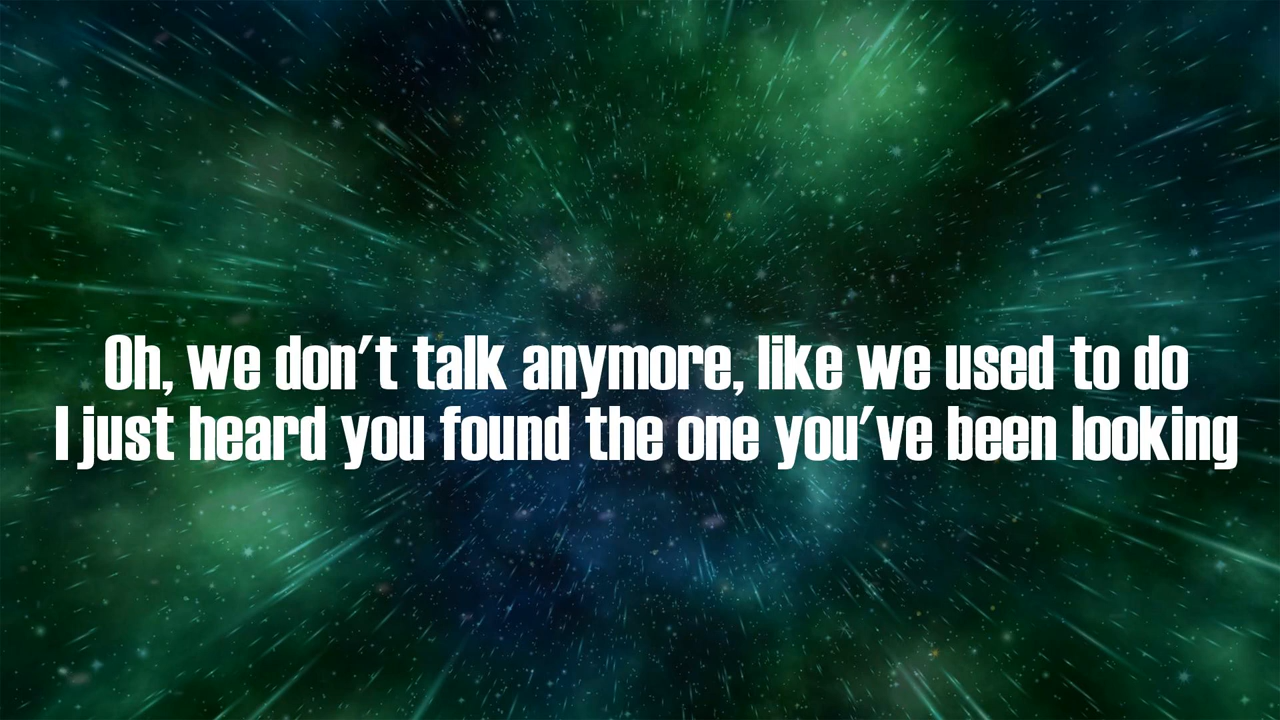 Oh, we don't talk anymore, like we used to do
I just heard you found the one you've been looking